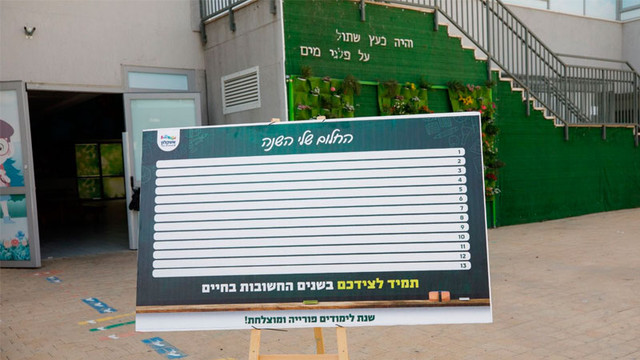 והיה כעץ שתול
על פלגי מים
החלום שלי השנה
1
2
3
4
5
6
7
8
9
10
11
12
13
תמיד לצידכם בשנים החשובות בחיים
שנת לימודים פורייה ומוצלחת!